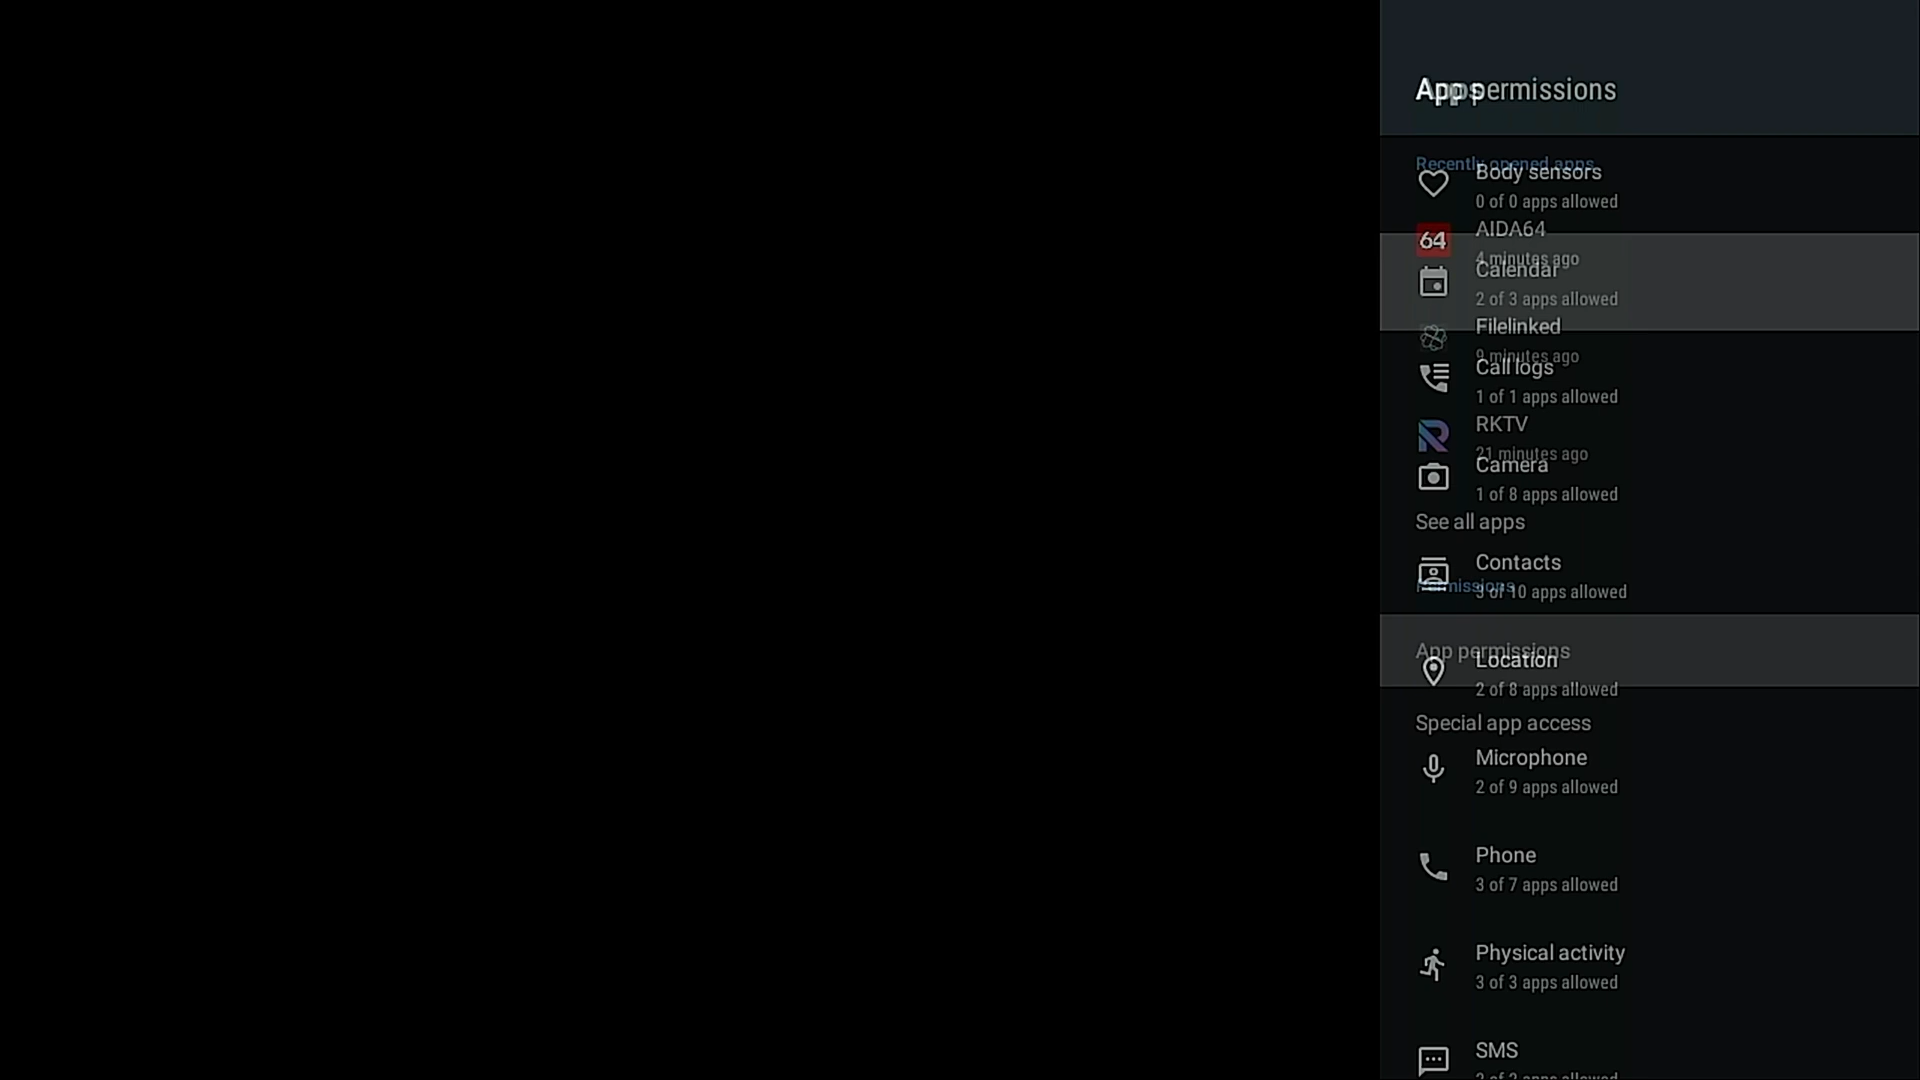 Apps
App permissions
Recently opened apps
Body sensors
0 of 0 apps allowed
64
AIDA64
4 minutes ago
Calendar
2 of 3 apps allowed
Filelinked
9 minutes ago
Call logs
1 of 1 apps allowed
RKTV
21 minutes ago
Camera
1 of 8 apps allowed
See all apps
Contacts
Permissions
3 of 10 apps allowed
App permissions
Location
2 of 8 apps allowed
Special app access
Microphone
2 of 9 apps allowed
Phone
3 of 7 apps allowed
Physical activity
3 of 3 apps allowed
SMS